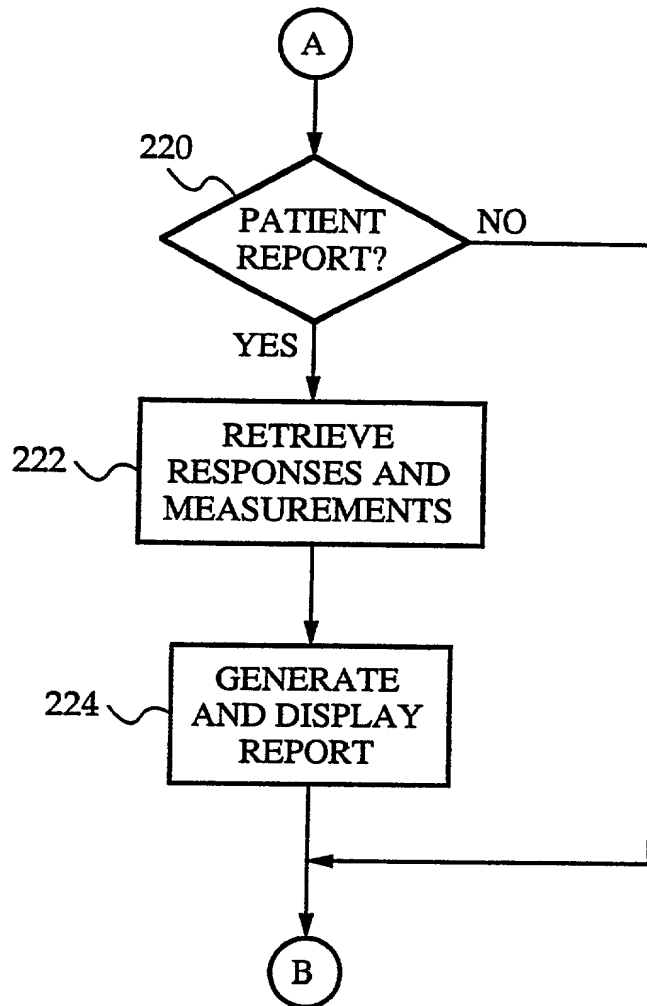 A
220
PATIENT
REPORT?
NO
YES
222
RETRIEVE
RESPONSES AND
MEASUREMENTS
224
GENERATE
AND DISPLAY
REPORT
B